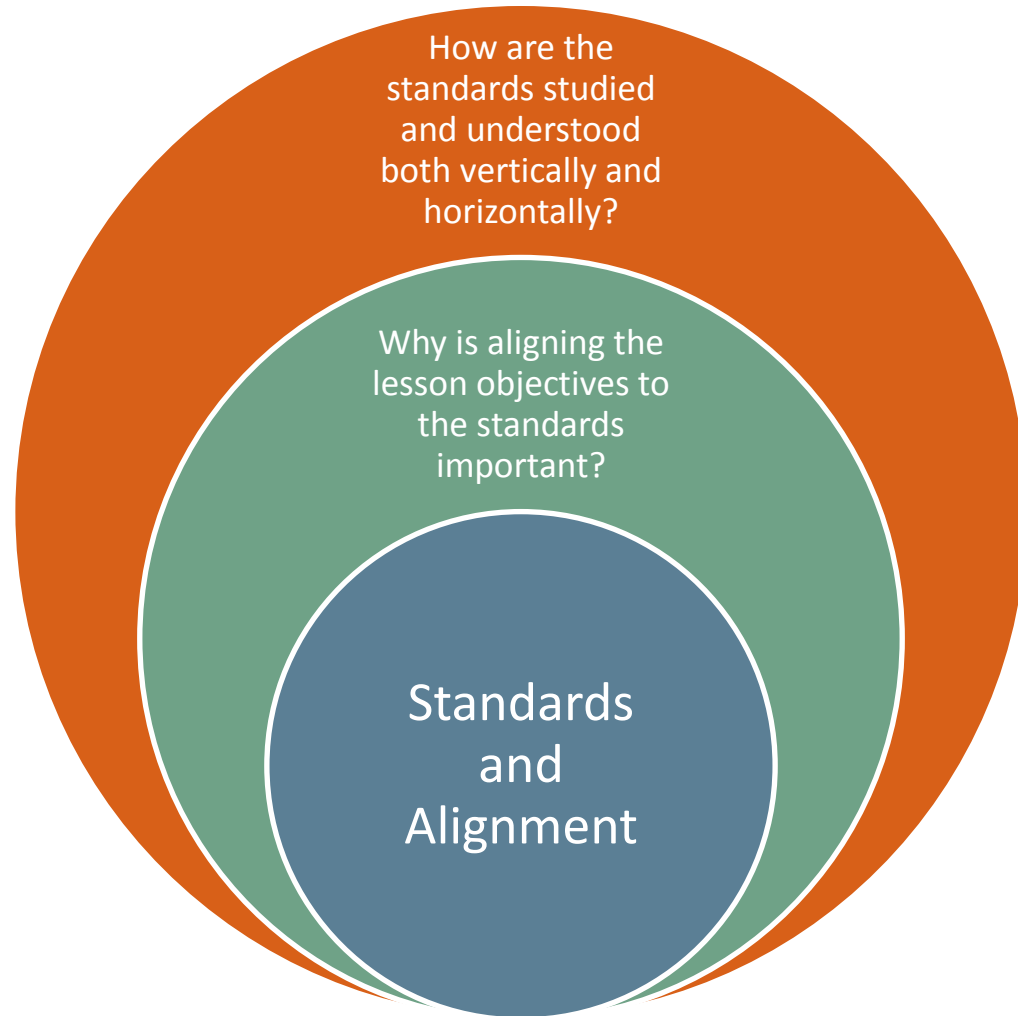 How are the
standards studied
and understood
both vertically and
horizontally?
Why is aligning the
lesson objectives to
the standards
important?
Standards
and
Alignment